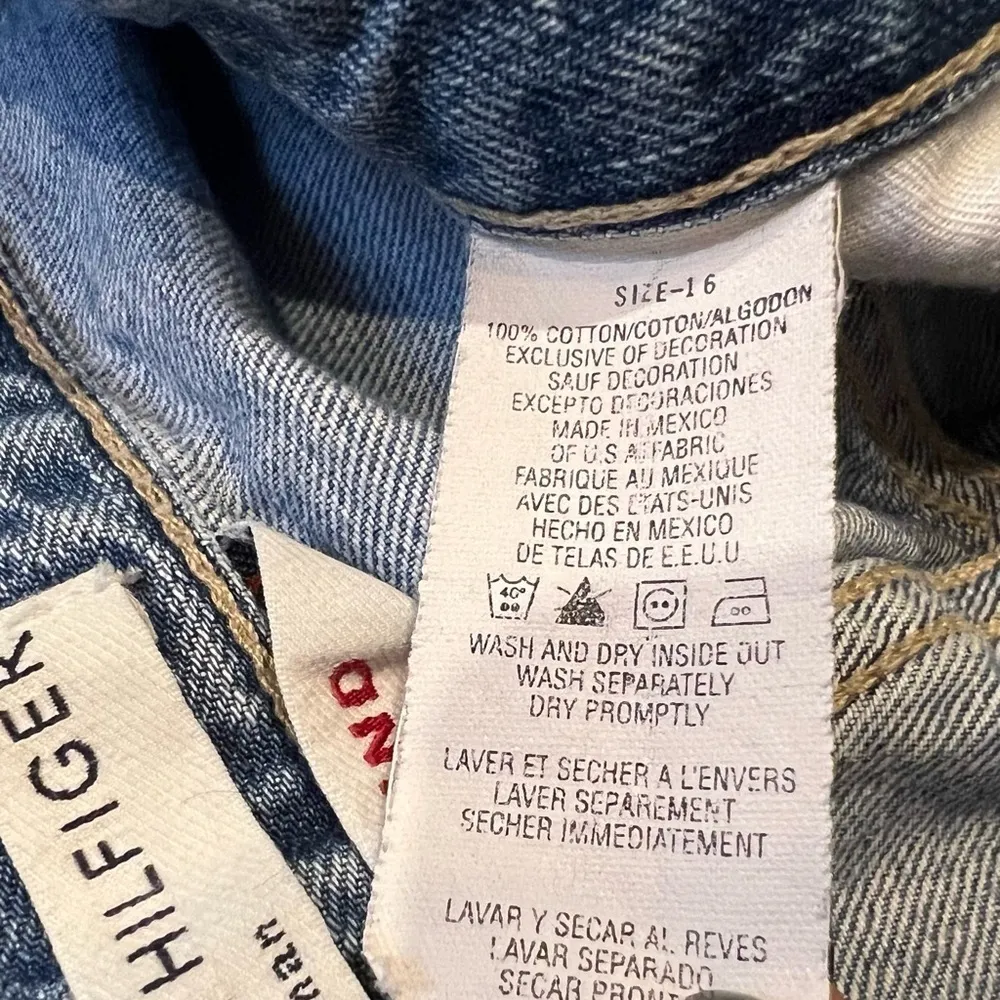 SIZE-16
100% COTTON/COTON/ALGODON
EXCLUSIVE OF DECORATION
SAUF DECORATION
EXCEPTO DECORACIONES
MADE IN MEXICO
OF U.S.A. FABRIC
FABRIQUE AU MEXIQUE
AVEC DES ETATS-UNIS
HECHO EN MEXICO
DE TELAS DE E.E.U.U.
40°
WASH AND DRY INSIDE OUT
WASH SEPARATELY
DRY PROMPTLY
LAVER ET SECHER A L'ENVERS
LAVER SEPAREMENT
SECHER IMMEDIATEMENT
LAVAR Y SECAR AL REVES
LAVAR SEPARADO
SECAR
HILFIGER